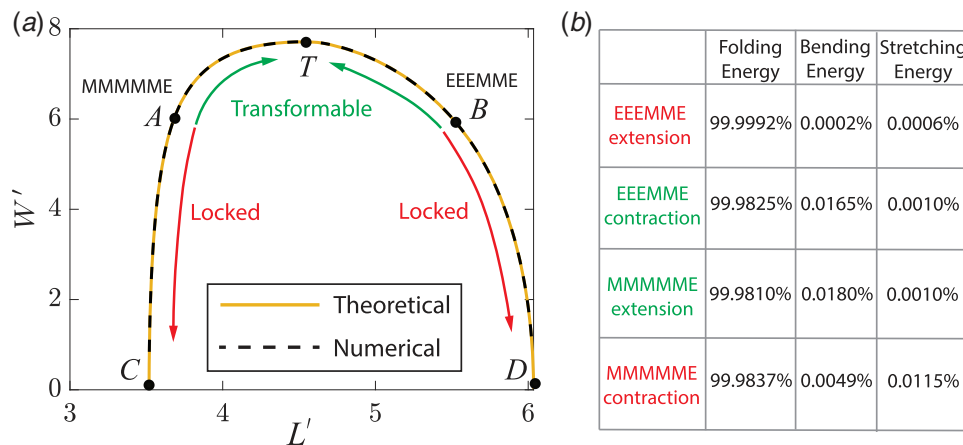 (a)
8
6
4
2
0
W′
3
4
5
6
L′
MMMMME
A
T
EEEMME
B
Transformable
Locked
Locked
C
D
Theoretical
Numerical
(b)
Folding Energy
Bending Energy
Stretching Energy
EEEMME extension
99.9992%
0.0002%
0.0006%
EEEMME contraction
99.9825%
0.0165%
0.0010%
MMMMME extension
99.9810%
0.0180%
0.0010%
MMMMME contraction
99.9837%
0.0049%
0.0115%